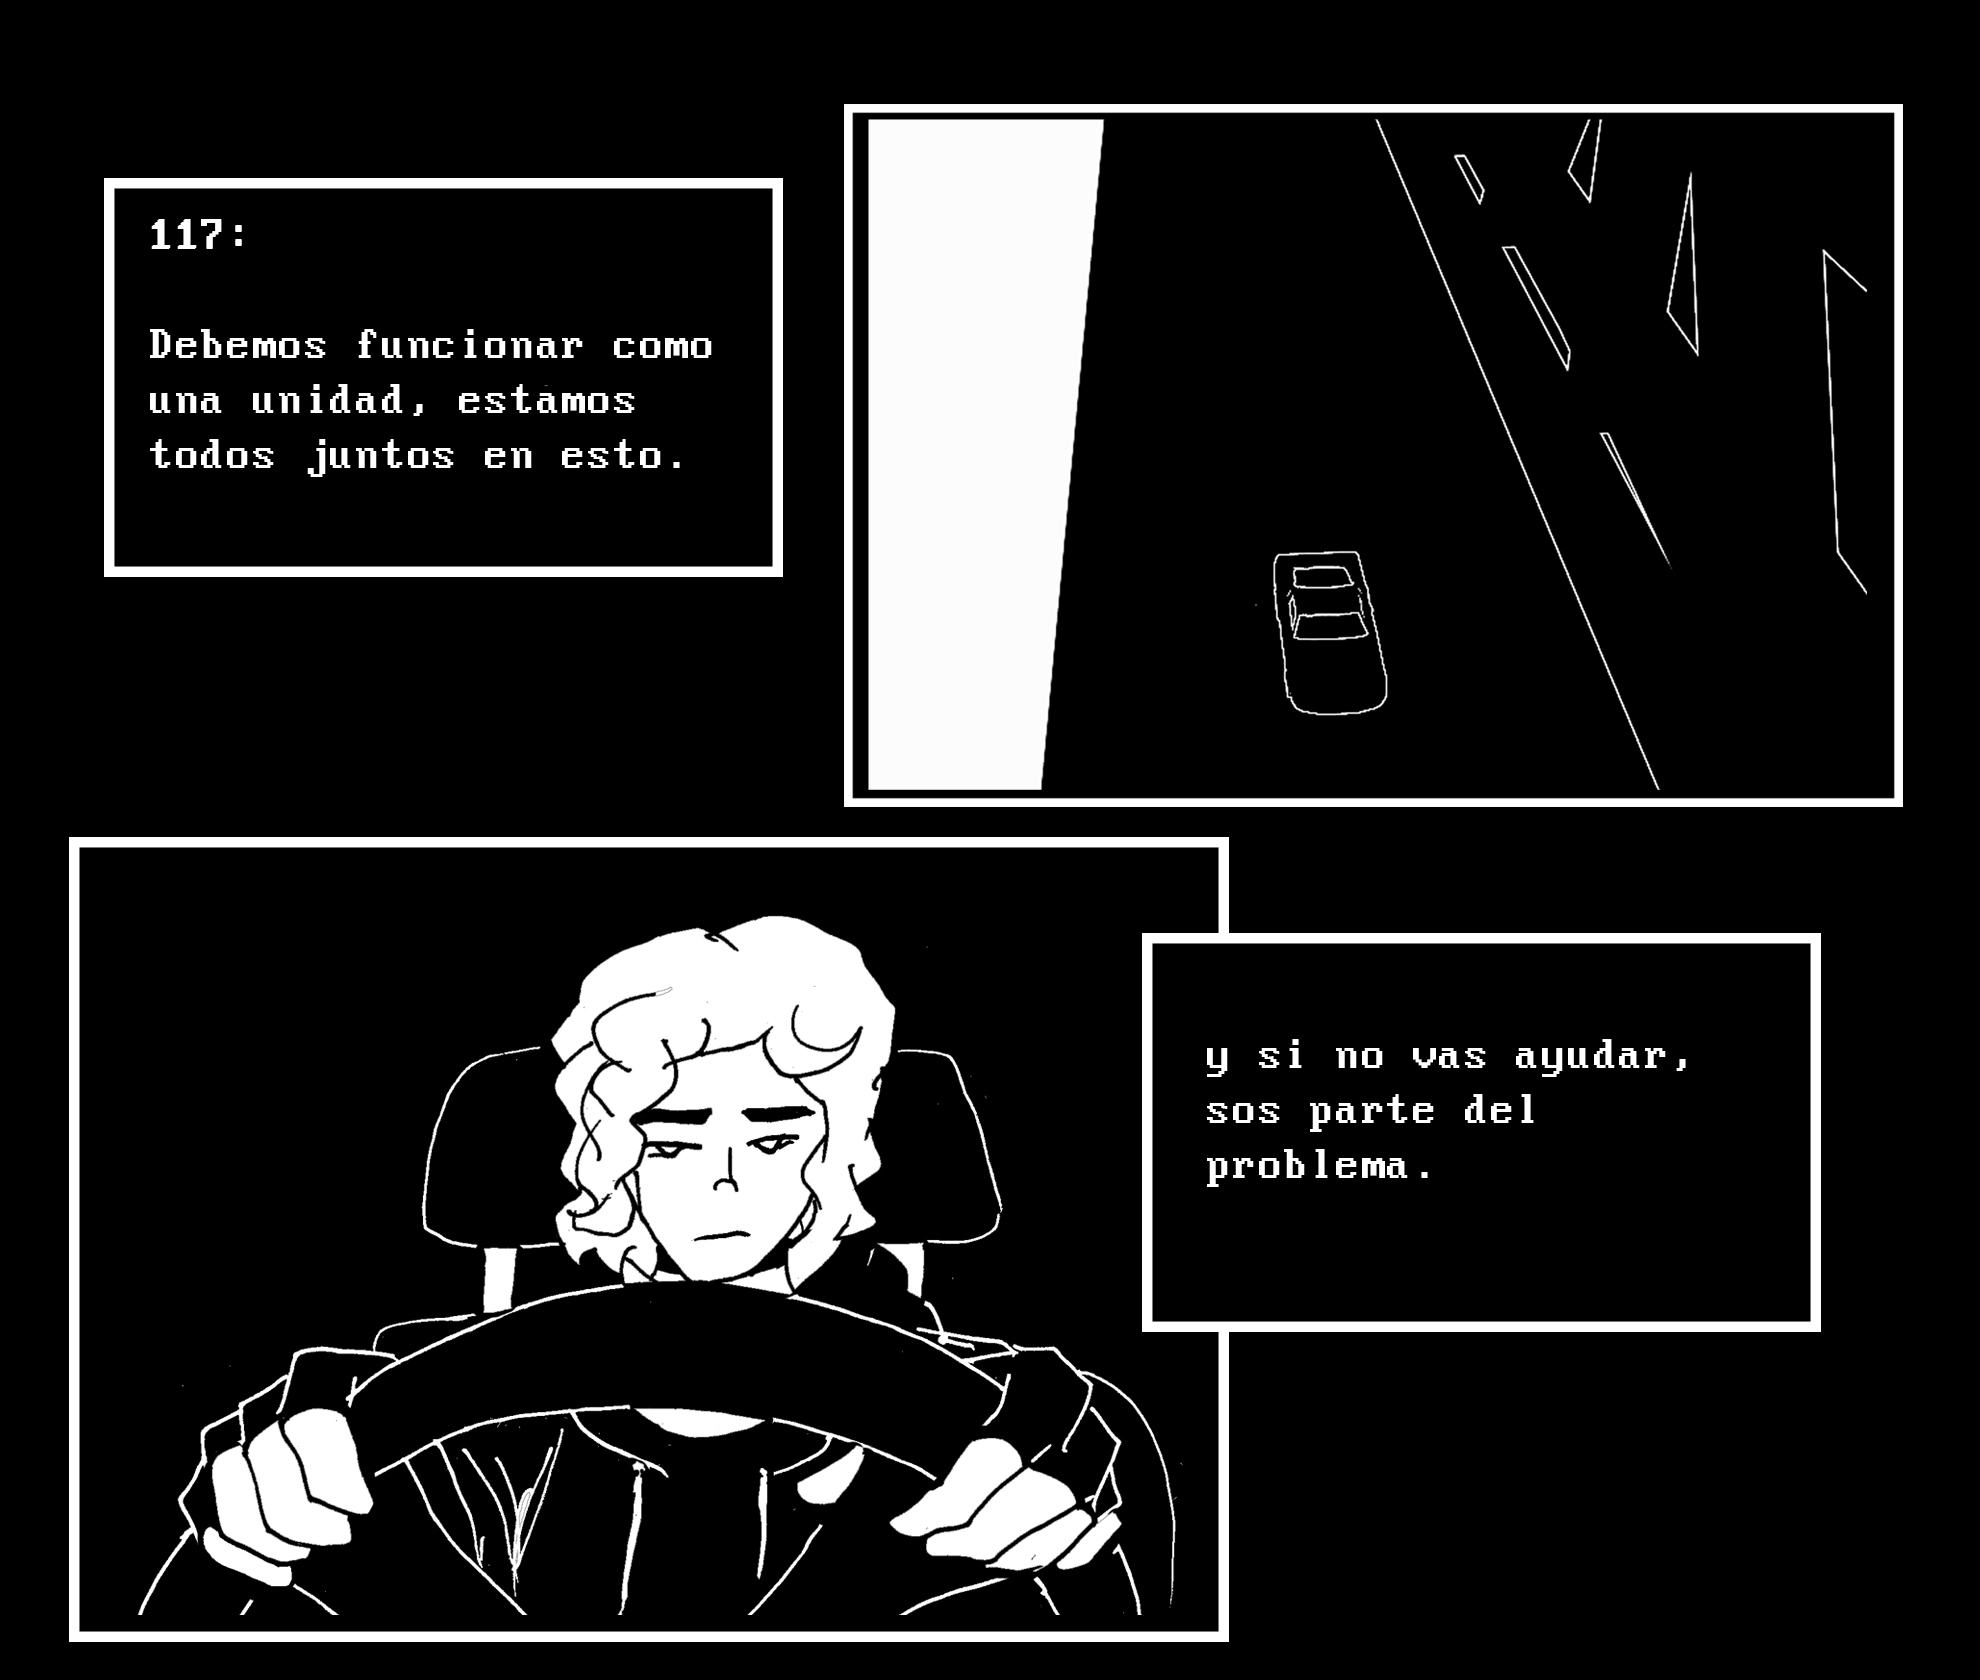 117:
Debemos funcionar como
una unidad, estamos
todos juntos en esto.
y si no vas ayudar,
sos parte del
problema.